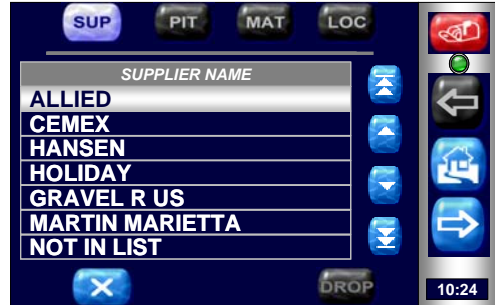 SUP PIT MAT LOC
SUPPLIER NAME
ALLIED
CEMEX
HANSEN
HOLIDAY
GRAVEL R US
MARTIN MARIETTA
NOT IN LIST
DROP
10:24